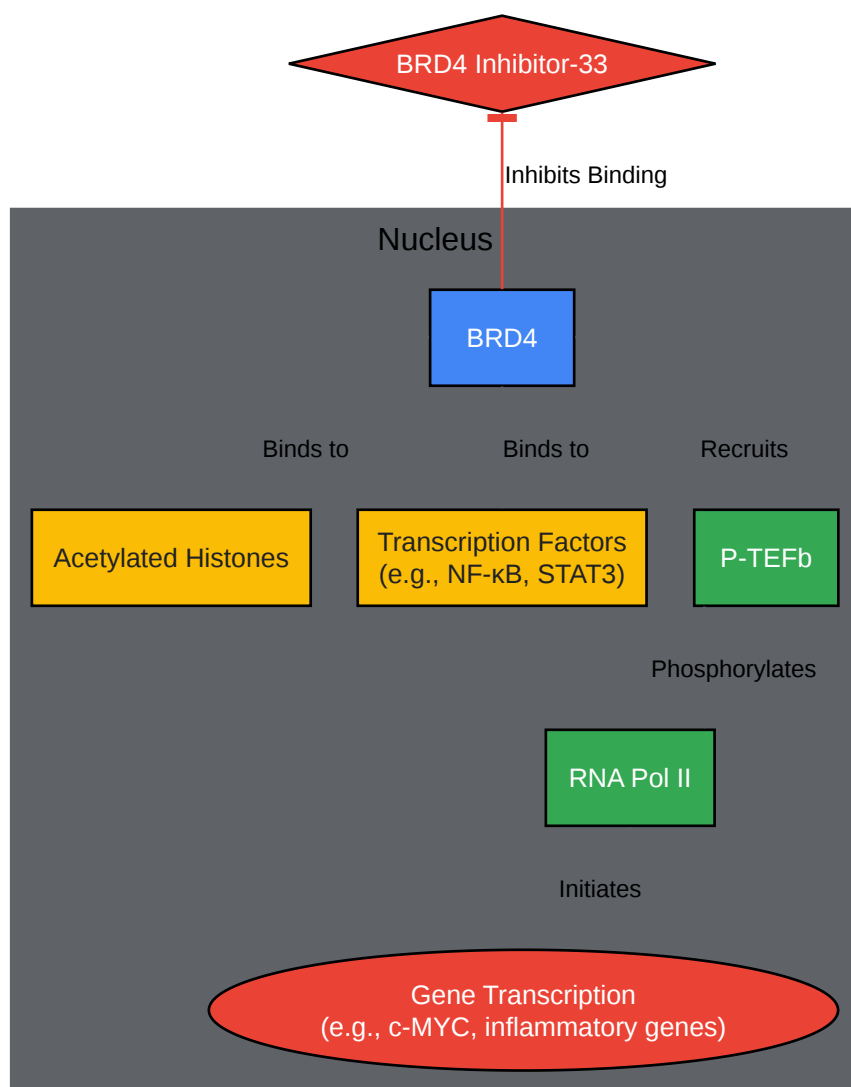 BRD4 Inhibitor-33
Inhibits Binding
Nucleus
BRD4
Binds to
Binds to
Recruits
Acetylated Histones
Transcription Factors
(e.g., NF-κB, STAT3)
P-TEFb
Phosphorylates
RNA Pol II
Initiates
Gene Transcription
(e.g., c-MYC, inflammatory genes)